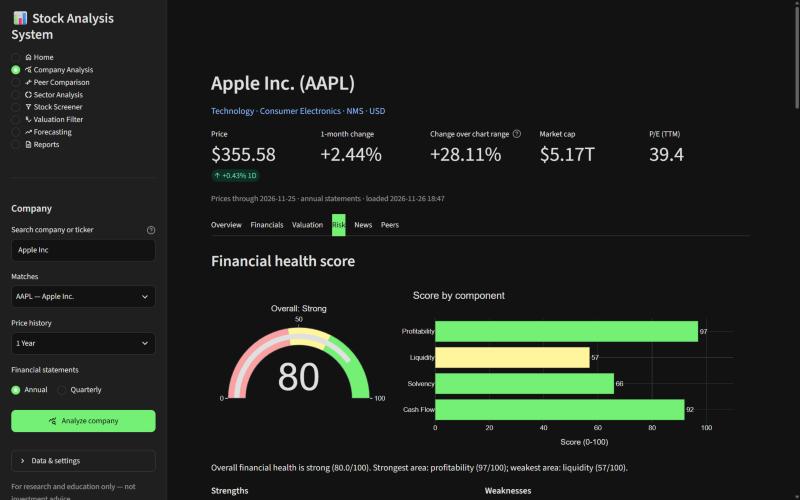 Stock Analysis
System
Home
Company Analysis
Peer Comparison
Sector Analysis
Stock Screener
Valuation Filter
Forecasting
Reports
Company
Search company or ticker
Apple Inc
Matches
AAPL — Apple Inc.
Price history
1 Year
Financial statements
Annual Quarterly
Analyze company
Data & settings
For research and education only — not
investment advice
Apple Inc. (AAPL)
Technology · Consumer Electronics · NMS · USD
Price 1-month change Change over chart range Market cap P/E (TTM)
$355.58 +2.44% +28.11% $5.17T 39.4
↑ +0.43% 1D
Prices through 2026-11-25 · annual statements · loaded 2026-11-26 18:47
Overview Financials Valuation Risk News Peers
Financial health score
Overall: Strong
0 50 100
80
Score by component
Profitability 97
Liquidity 57
Solvency 66
Cash Flow 92
0 20 40 60 80 100
Score (0-100)
Overall financial health is strong (80.0/100). Strongest area: profitability (97/100); weakest area: liquidity (57/100).
Strengths Weaknesses